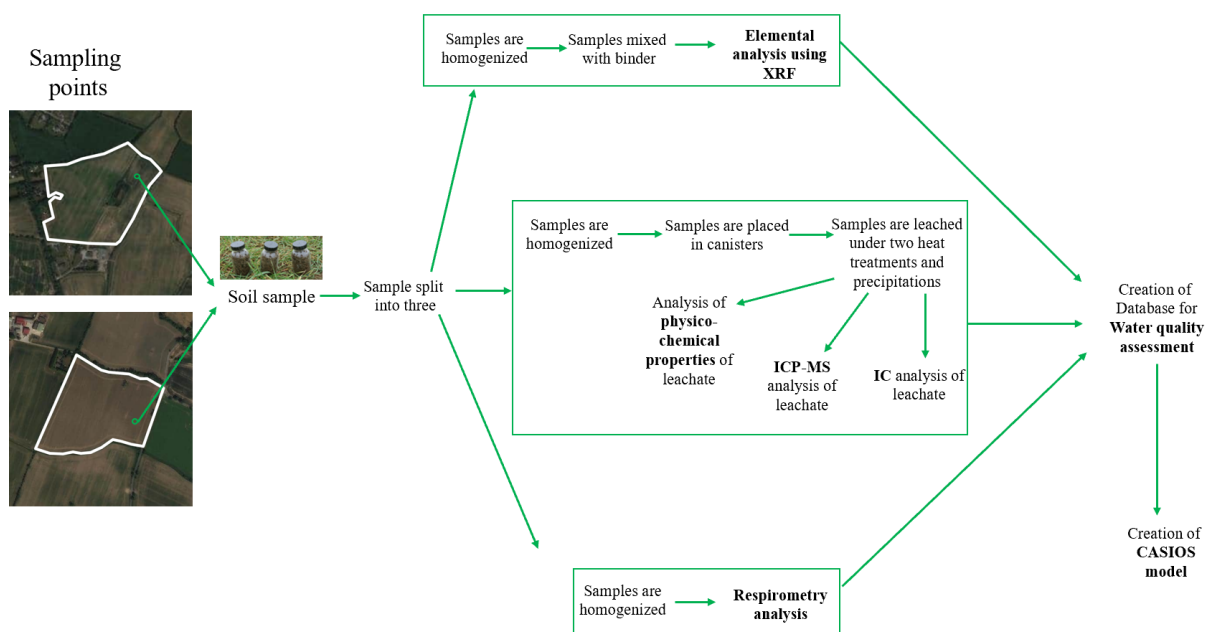 Sampling
points
Soil sample
Sample split
into three
Samples are
homogenized
Samples mixed
with binder
Elemental
analysis using
XRF
Samples are
homogenized
Samples are placed
in canisters
Samples are leached
under two heat
treatments and
precipitations
Analysis of
physico-
chemical
properties of
leachate
ICP-MS
analysis of
leachate
IC analysis of
leachate
Samples are
homogenized
Respirometry
analysis
Creation of
Database for
Water quality
assessment
Creation of
CASIOS
model